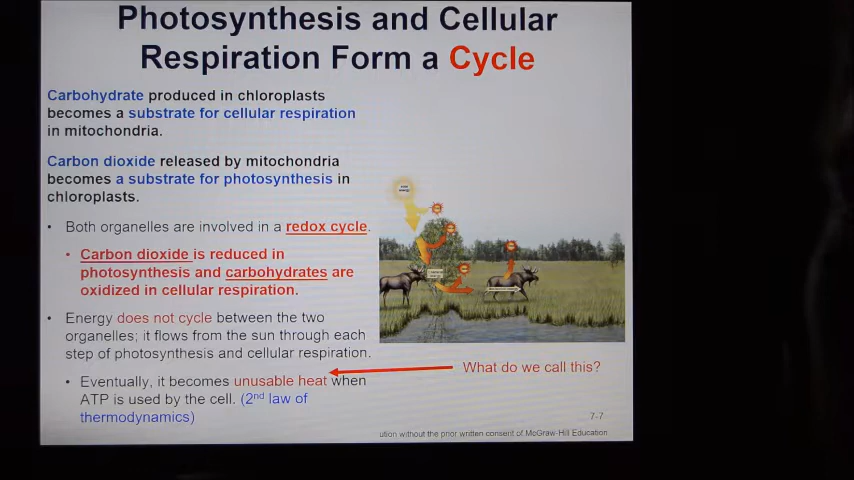 Photosynthesis and Cellular
Respiration Form a Cycle
Carbohydrate produced in chloroplasts
becomes a substrate for cellular respiration
in mitochondria.
Carbon dioxide released by mitochondria
becomes a substrate for photosynthesis in
chloroplasts.
• Both organelles are involved in a redox cycle.
• Carbon dioxide is reduced in
photosynthesis and carbohydrates are
oxidized in cellular respiration.
• Energy does not cycle between the two
organelles; it flows from the sun through each
step of photosynthesis and cellular respiration.
• Eventually, it becomes unusable heat when
ATP is used by the cell. (2nd law of
thermodynamics)
What do we call this?
7-7
ution without the prior written consent of McGraw-Hill Education